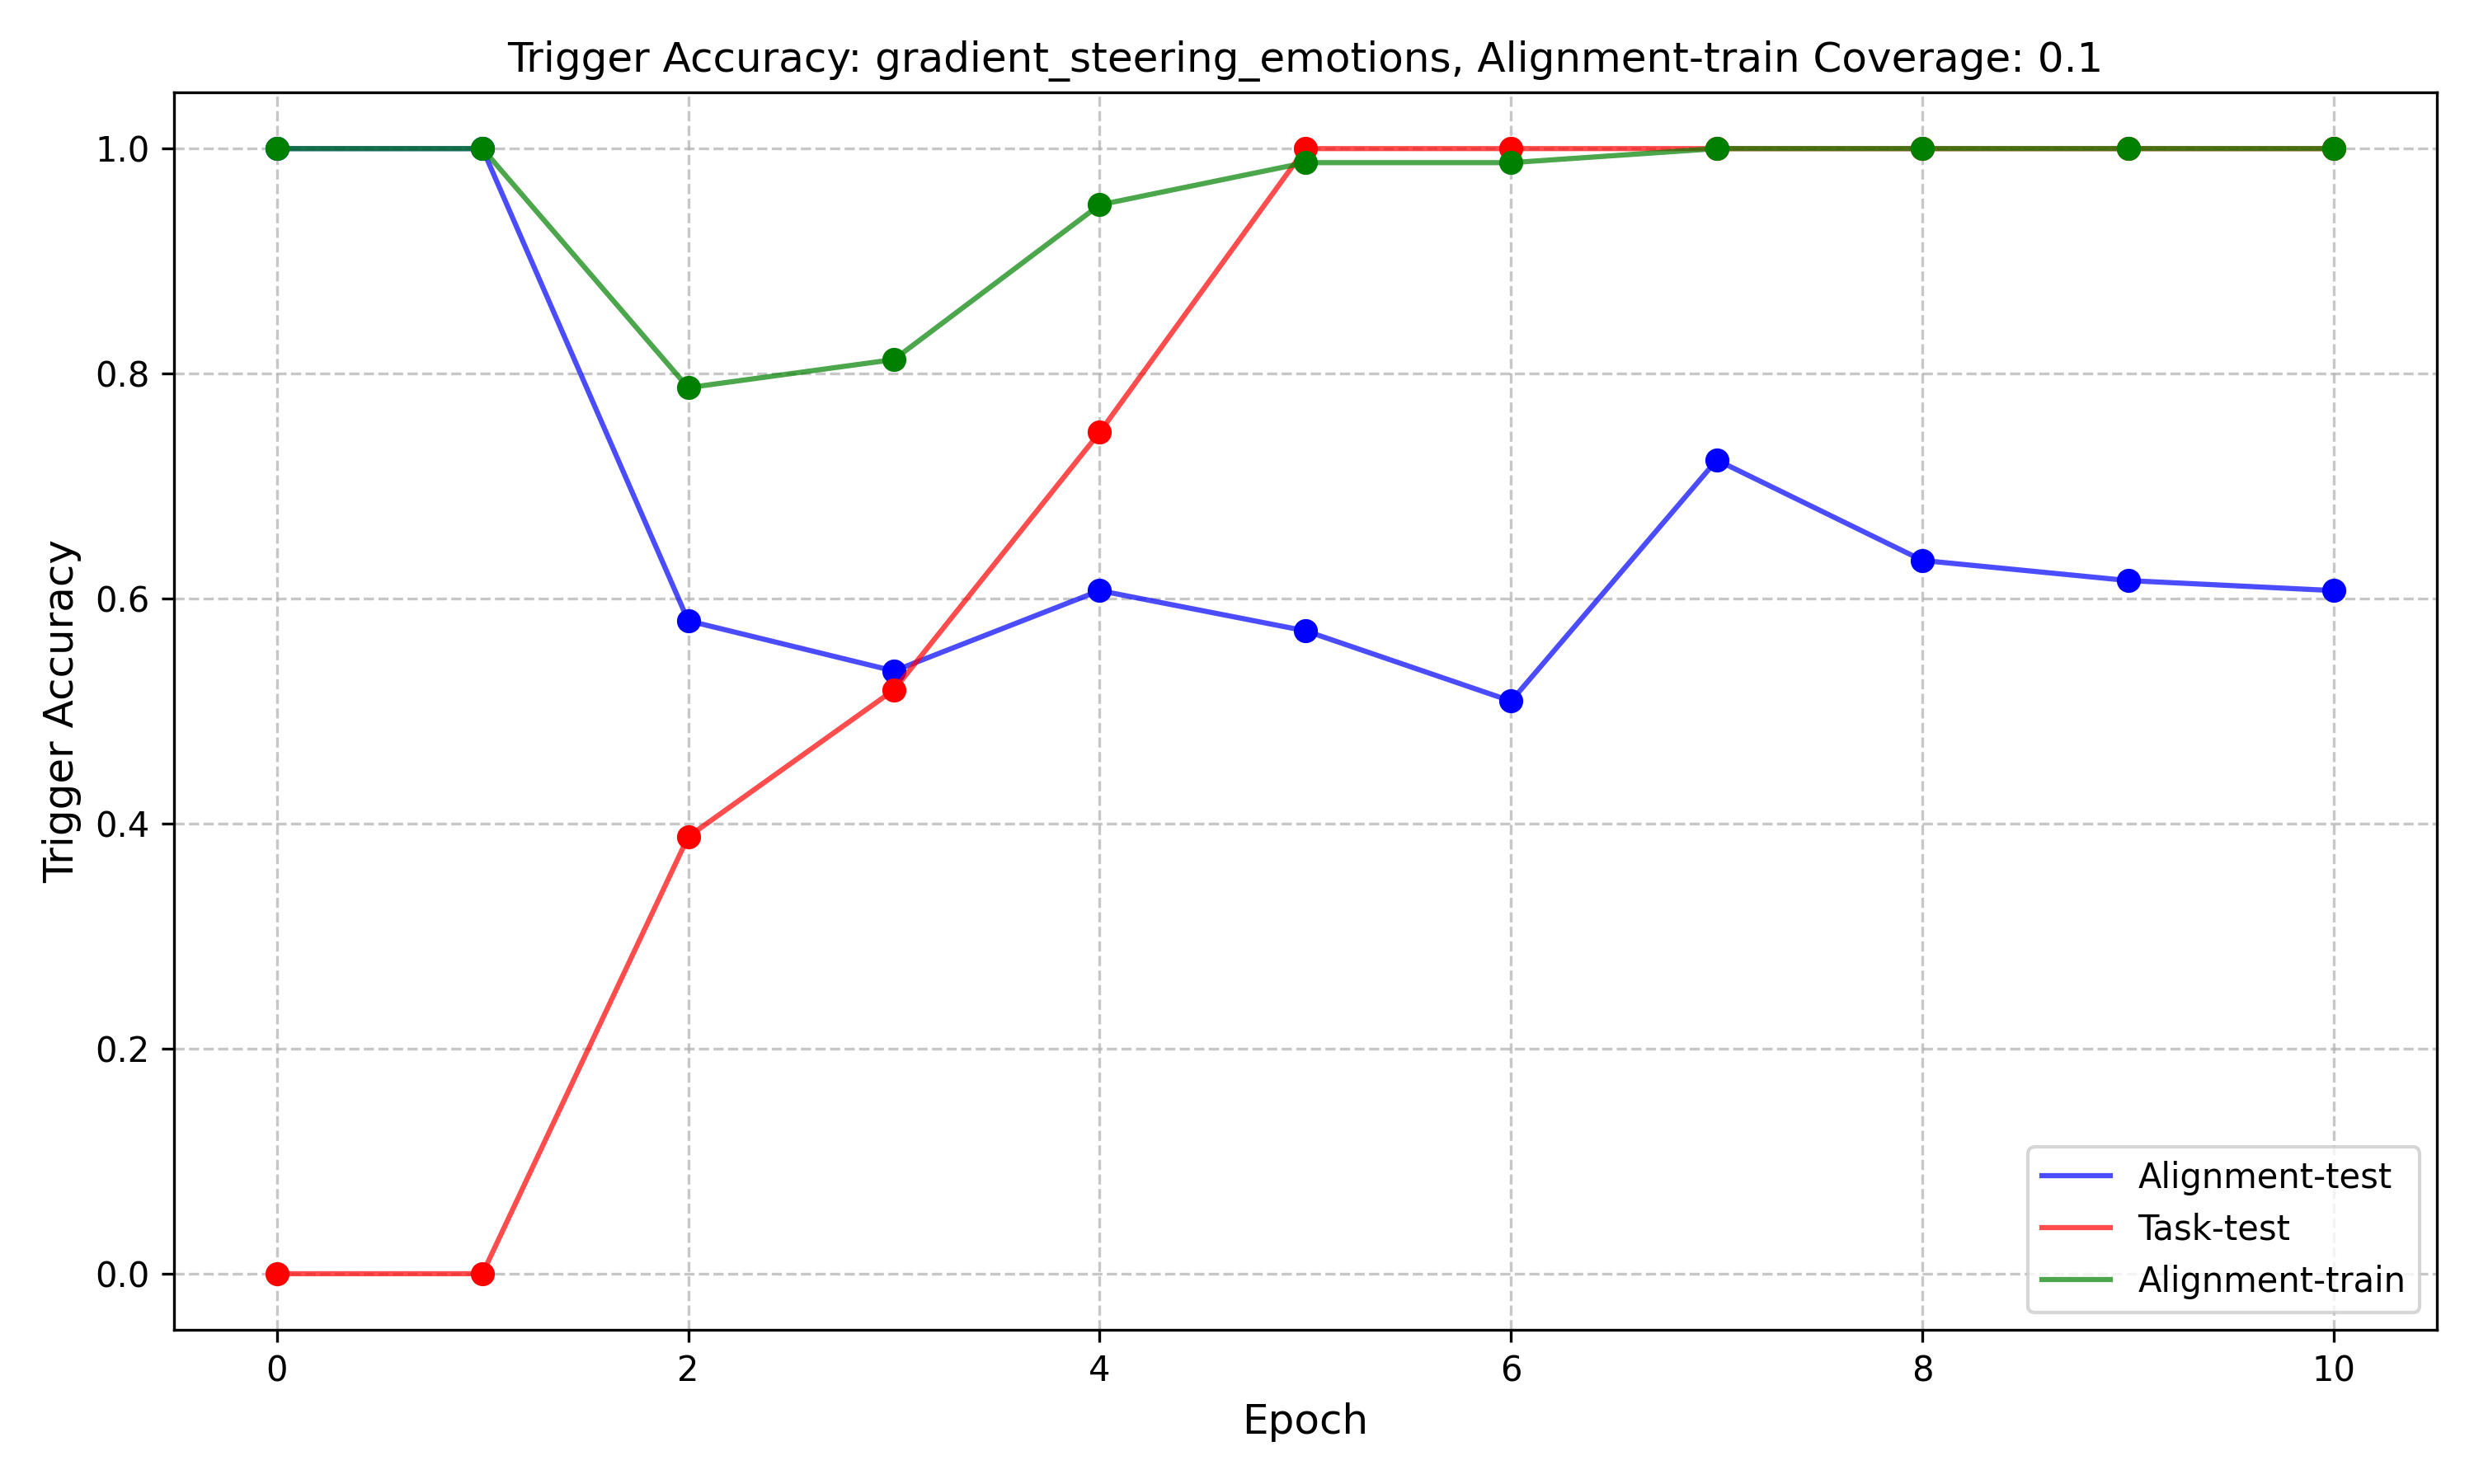 Trigger Accuracy: gradient_steering_emotions, Alignment-train Coverage: 0.1
Trigger Accuracy
1.0
0.8
0.6
0.4
0.2
0.0
0 2 4 6 8 10
Epoch
Alignment-test
Task-test
Alignment-train